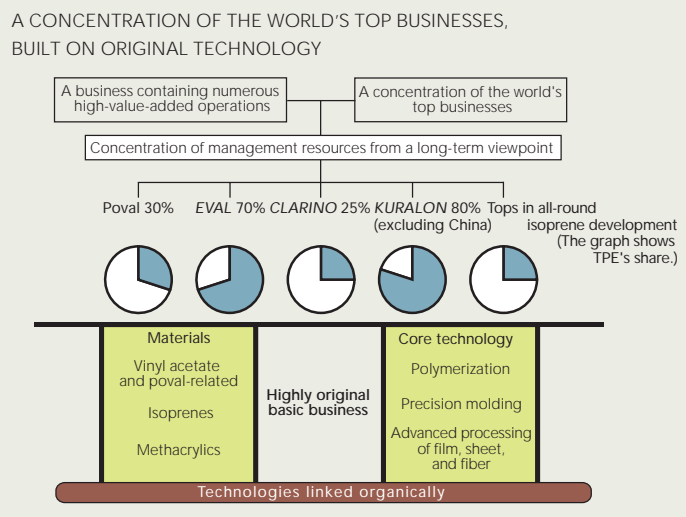 A CONCENTRATION OF THE WORLD'S TOP BUSINESSES,
BUILT ON ORIGINAL TECHNOLOGY
A business containing numerous
high-value-added operations
A concentration of the world's
top businesses
Concentration of management resources from a long-term viewpoint
Poval 30%
EVAL 70%
CLARINO 25%
KURALON 80%
(excluding China)
Tops in all-round
isoprene development
(The graph shows
TPE's share.)
Materials
Vinyl acetate
and poval-related
Isoprenes
Methacrylics
Highly original
basic business
Core technology
Polymerization
Precision molding
Advanced processing
of film, sheet,
and fiber
Technologies linked organically